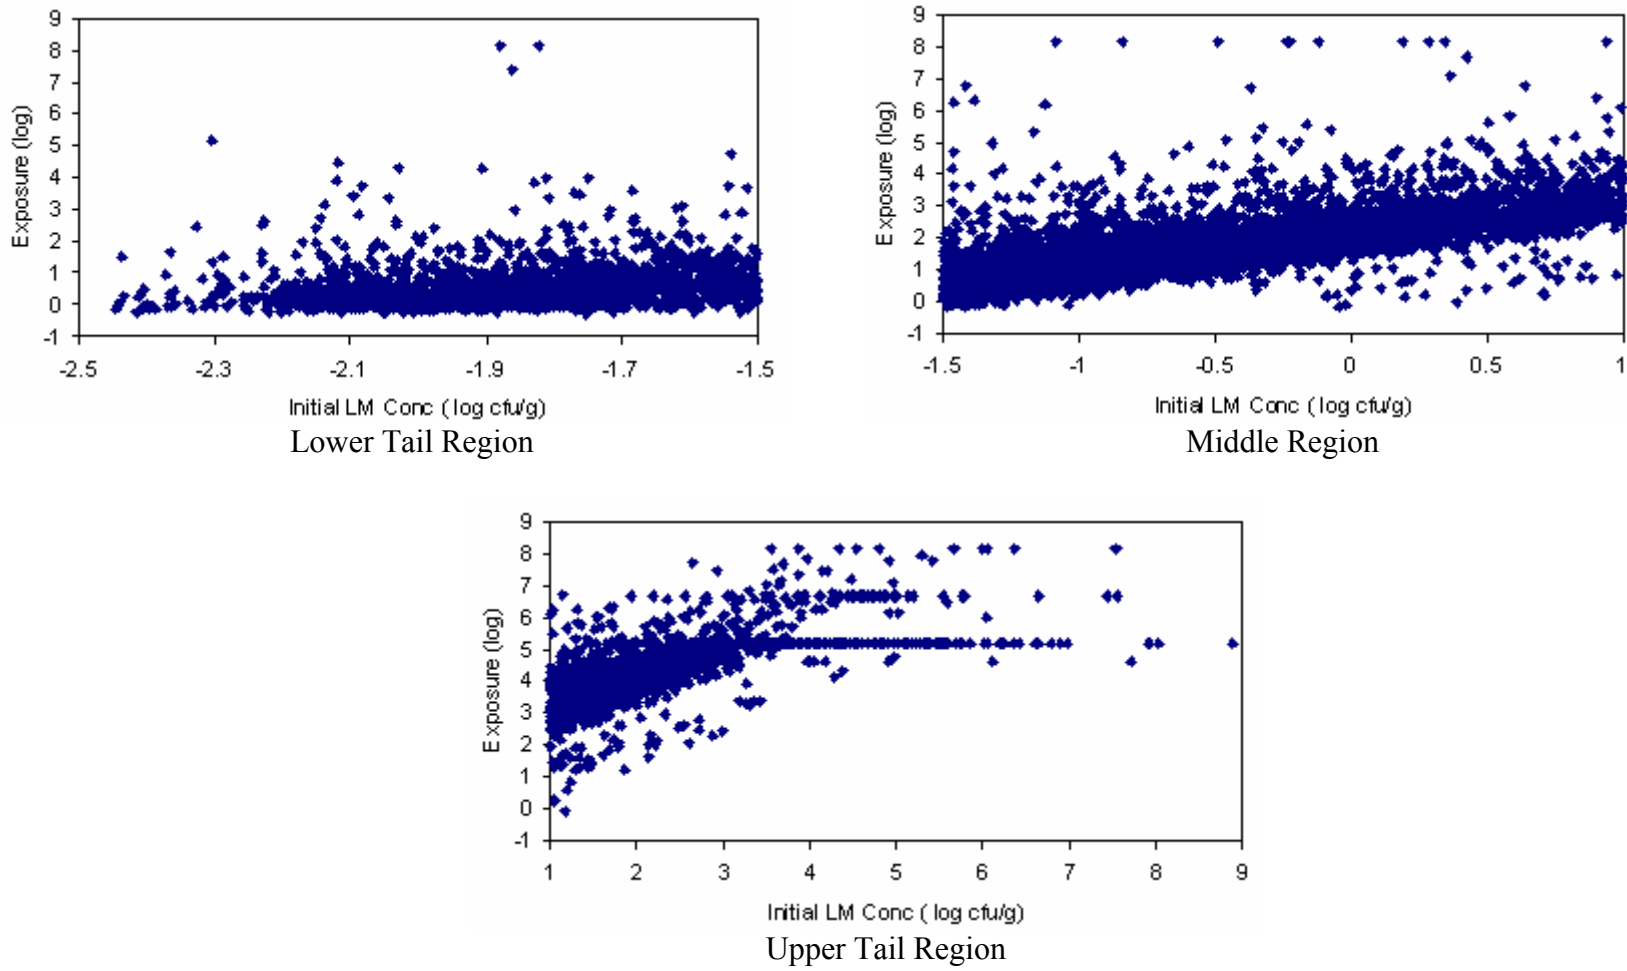 9
8
7
6
5
4
3
2
1
0
-1
Exposure (log)
-2.5 -2.3 -2.1 -1.9 -1.7 -1.5
Initial LM Conc ( log cfu/g)
Lower Tail Region
9
8
7
6
5
4
3
2
1
0
-1
Exposure (log)
-1.5 -1 -0.5 0 0.5 1
Initial LM Conc ( log cfu/g)
Middle Region
9
8
7
6
5
4
3
2
1
0
-1
Exposure (log)
1 2 3 4 5 6 7 8 9
Initial LM Conc ( log cfu/g)
Upper Tail Region